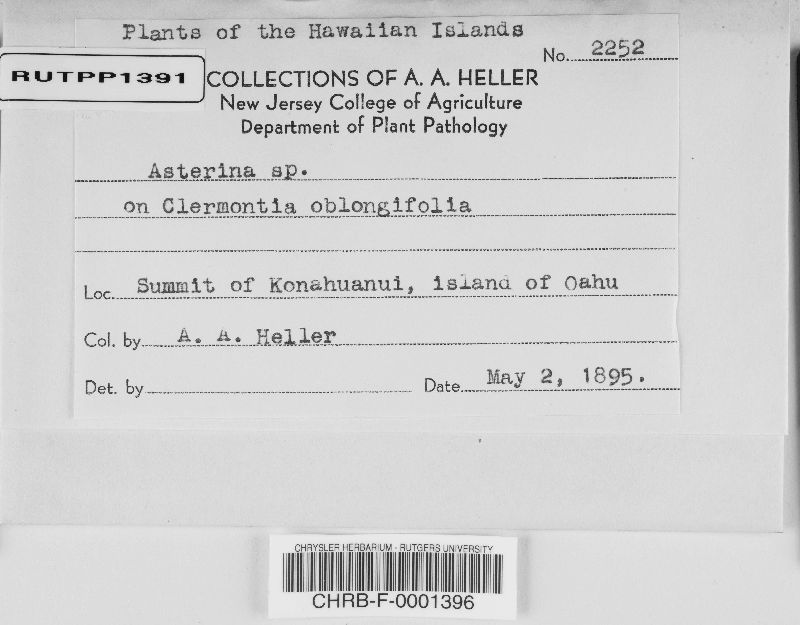 Plants of the Hawaiian Islands
No. 2252
RUTPP1391
COLLECTIONS OF A. A. HELLER
New Jersey College of Agriculture
Department of Plant Pathology
Asterina sp.
on Clermontia oblongifolia
Loc. Summit of Konahuanui, island of Oahu
Col. by A. A. Heller
Det. by
Date May 2, 1895.
CHRYSLER HERBARIUM - RUTGERS UNIVERSITY
CHRB-F-0001396